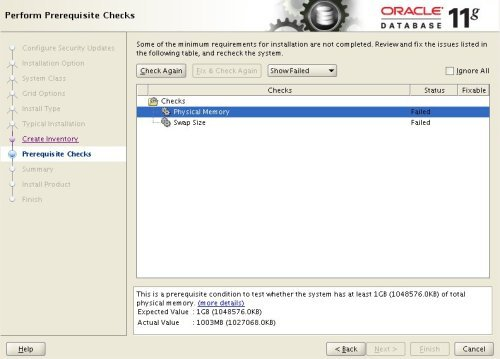 Perform Prerequisite Checks
ORACLE
DATABASE 11g
Configure Security Updates
Installation Option
System Class
Grid Options
Install Type
Typical Installation
Create Inventory
Prerequisite Checks
Summary
Install Product
Finish
Some of the minimum requirements for installation are not completed. Review and fix the issues listed in the following table, and recheck the system.
Check Again
Fix & Check Again
Show Failed
Ignore All
Checks Status Fixable
Checks
Physical Memory Failed
Swap Size Failed
This is a prerequisite condition to test whether the system has at least 1GB (1048576.0KB) of total
physical memory. (more details)
Expected Value : 1GB (1048576.0KB)
Actual Value : 1003MB (1027068.0KB)
Help
< Back
Next >
Finish
Cancel